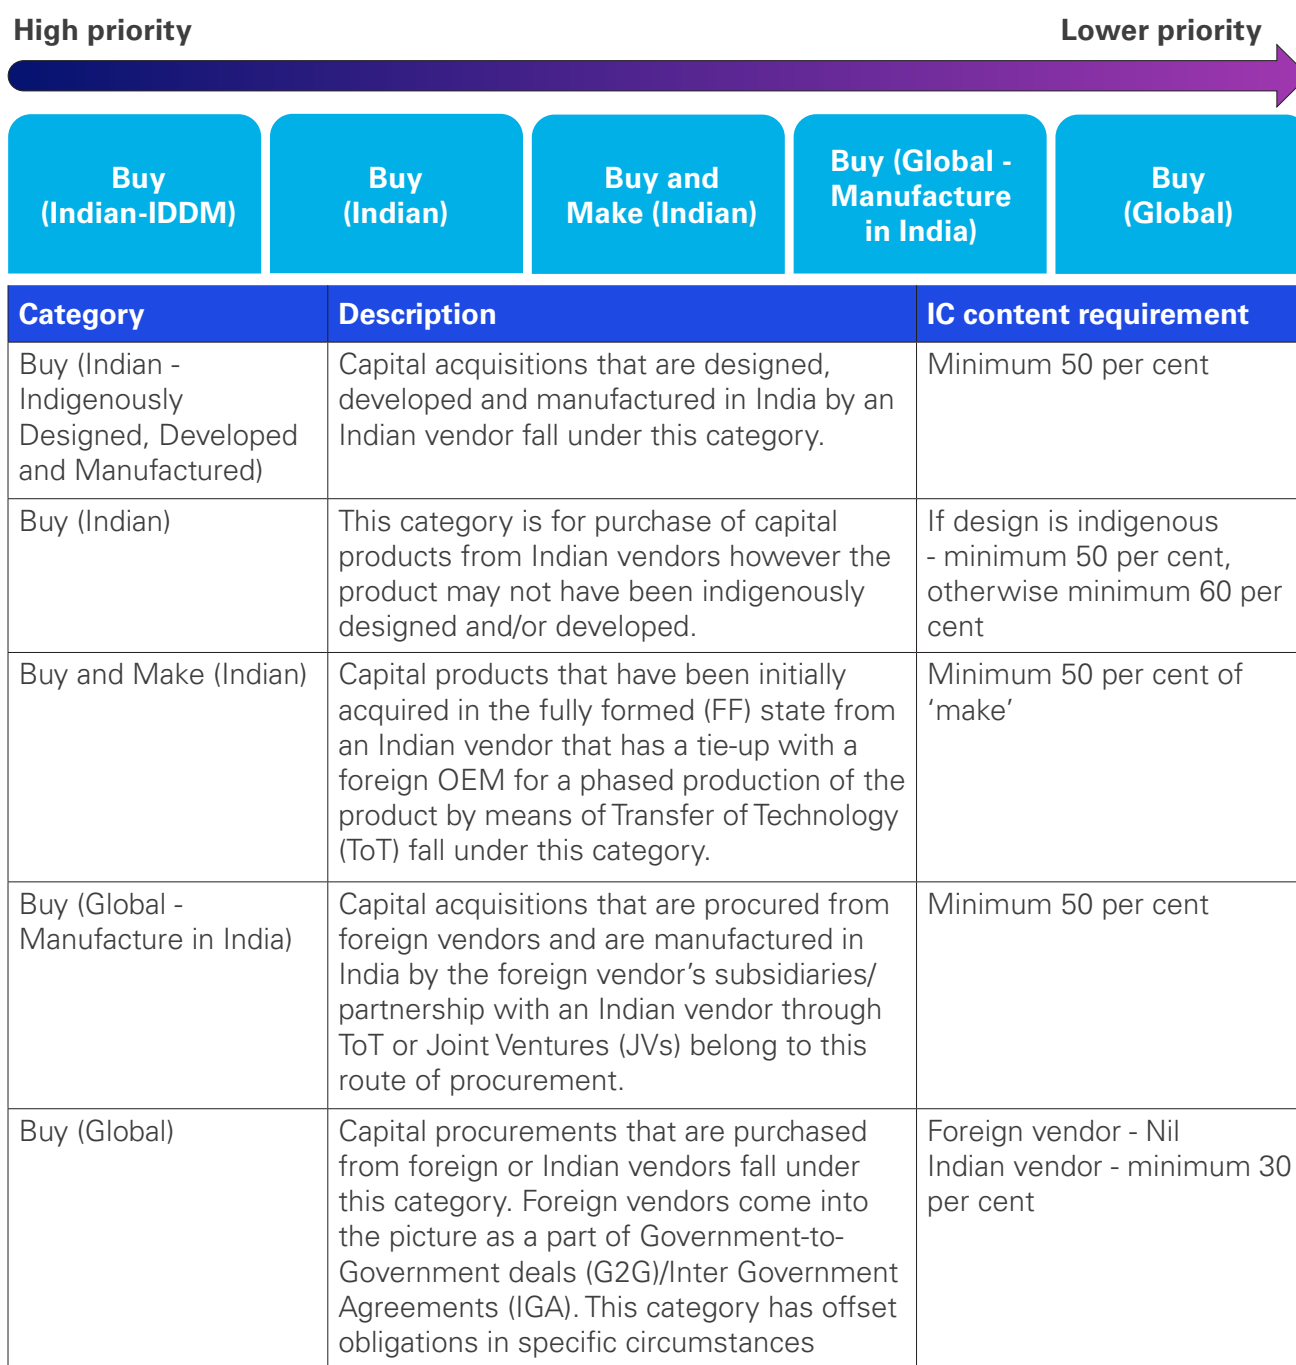 High priority
Lower priority
Buy
(Indian-IDDM)
Buy
(Indian)
Buy and
Make (Indian)
Buy (Global -
Manufacture
in India)
Buy
(Global)
Category
Description
IC content requirement
Buy (Indian -
Indigenously
Designed, Developed
and Manufactured)
Capital acquisitions that are designed,
developed and manufactured in India by an
Indian vendor fall under this category.
Minimum 50 per cent
Buy (Indian)
This category is for purchase of capital
products from Indian vendors however the
product may not have been indigenously
designed and/or developed.
If design is indigenous
- minimum 50 per cent,
otherwise minimum 60 per
cent
Buy and Make (Indian)
Capital products that have been initially
acquired in the fully formed (FF) state from
an Indian vendor that has a tie-up with a
foreign OEM for a phased production of the
product by means of Transfer of Technology
(ToT) fall under this category.
Minimum 50 per cent of
‘make’
Buy (Global -
Manufacture in India)
Capital acquisitions that are procured from
foreign vendors and are manufactured in
India by the foreign vendor’s subsidiaries/
partnership with an Indian vendor through
ToT or Joint Ventures (JVs) belong to this
route of procurement.
Minimum 50 per cent
Buy (Global)
Capital procurements that are purchased
from foreign or Indian vendors fall under
this category. Foreign vendors come into
the picture as a part of Government-to-
Government deals (G2G)/Inter Government
Agreements (IGA). This category has offset
obligations in specific circumstances
Foreign vendor - Nil
Indian vendor - minimum 30
per cent